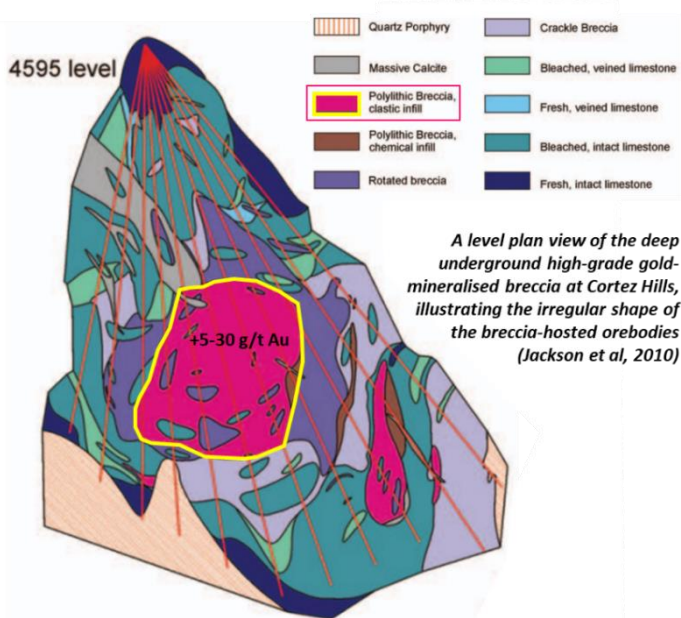 4595 level
Quartz Porphyry
Massive Calcite
Polylithic Breccia,
clastic infill
Polylithic Breccia,
chemical infill
Rotated breccia
Crackle Breccia
Bleached, veined limestone
Fresh, veined limestone
Bleached, intact limestone
Fresh, intact limestone
A level plan view of the deep
underground high-grade gold-
mineralised breccia at Cortez Hills,
illustrating the irregular shape of
the breccia-hosted orebodies
(Jackson et al, 2010)
+5-30 g/t Au